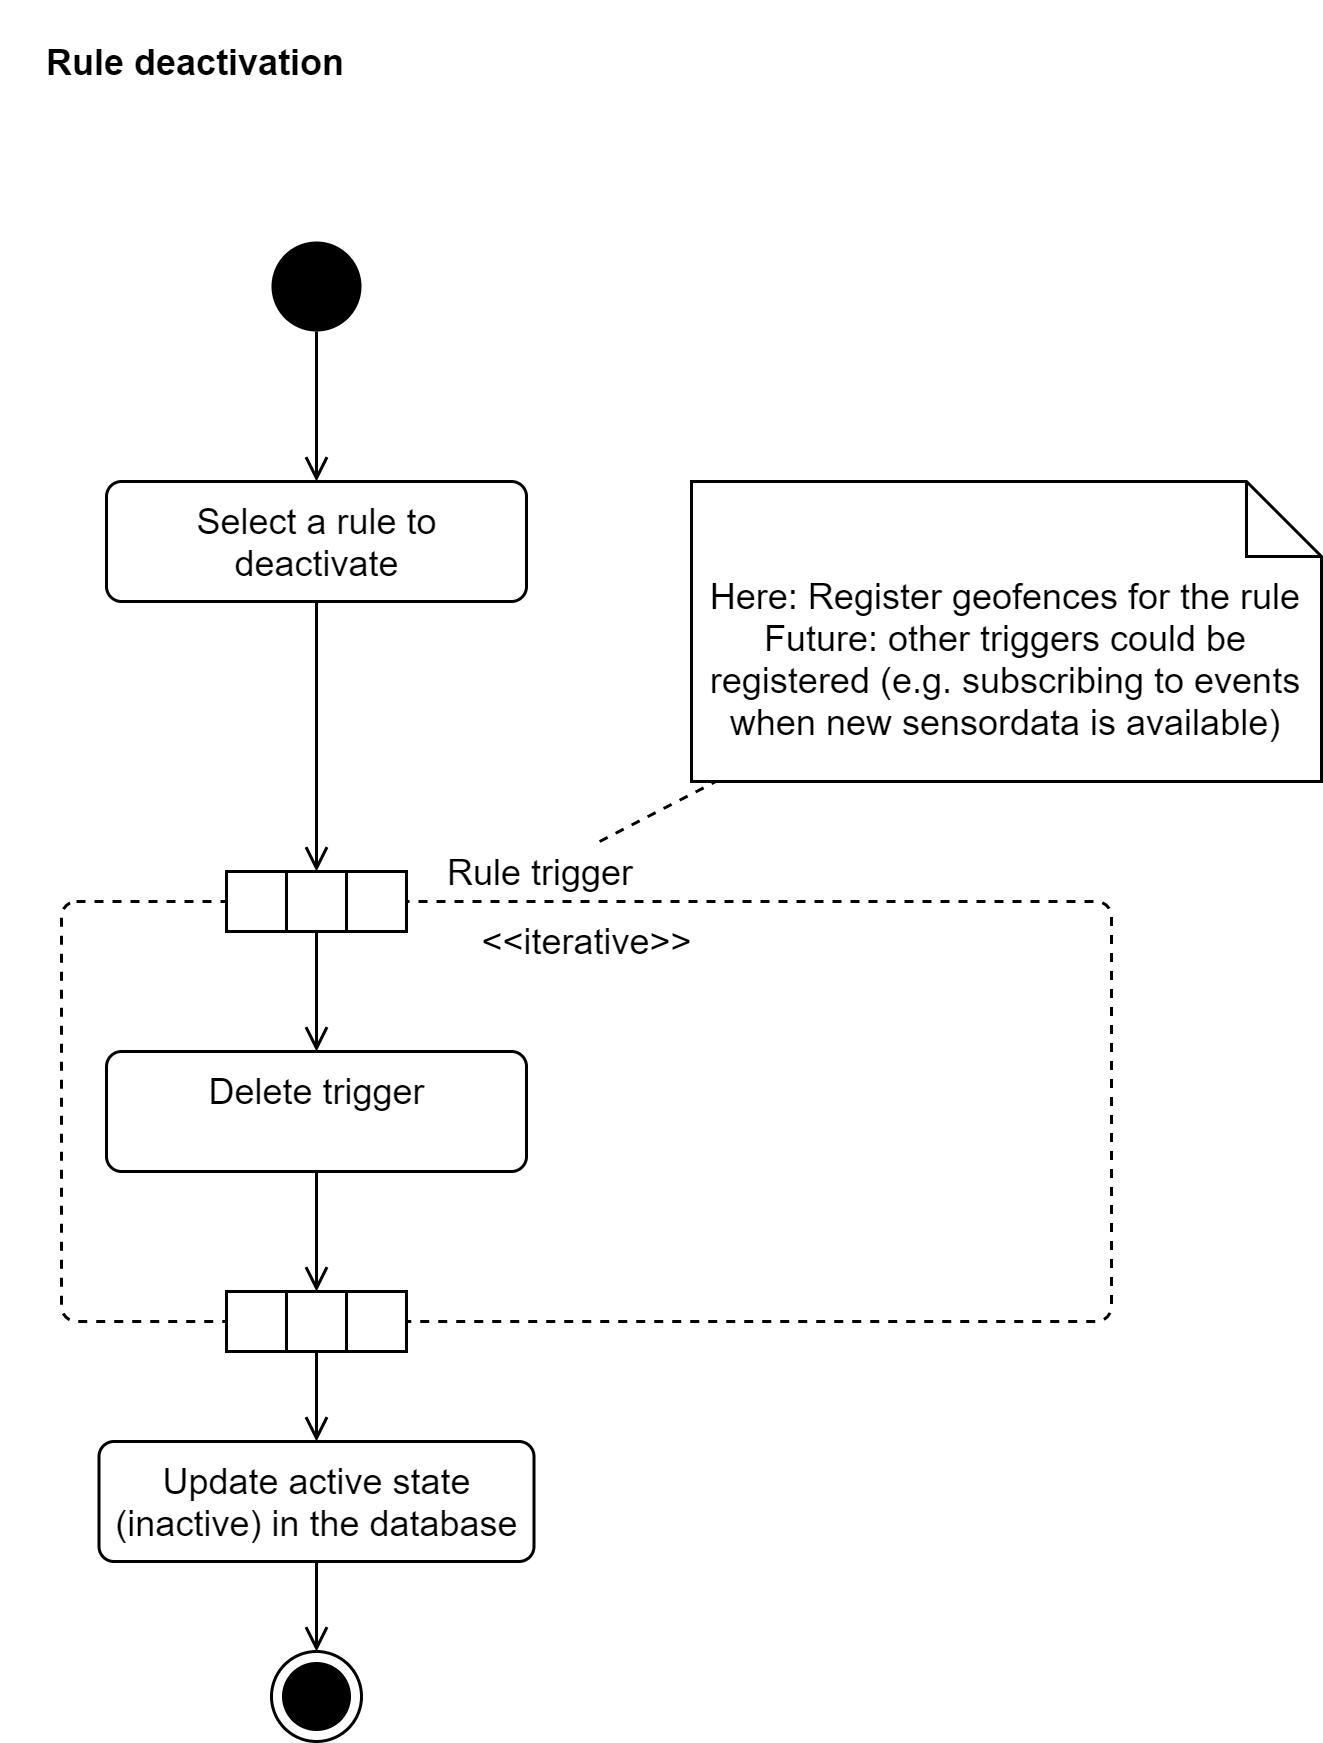 Rule deactivation
Select a rule to
deactivate
Here: Register geofences for the rule
Future: other triggers could be
registered (e.g. subscribing to events
when new sensordata is available)
Rule trigger
<<iterative>>
Delete trigger
Update active state
(inactive) in the database